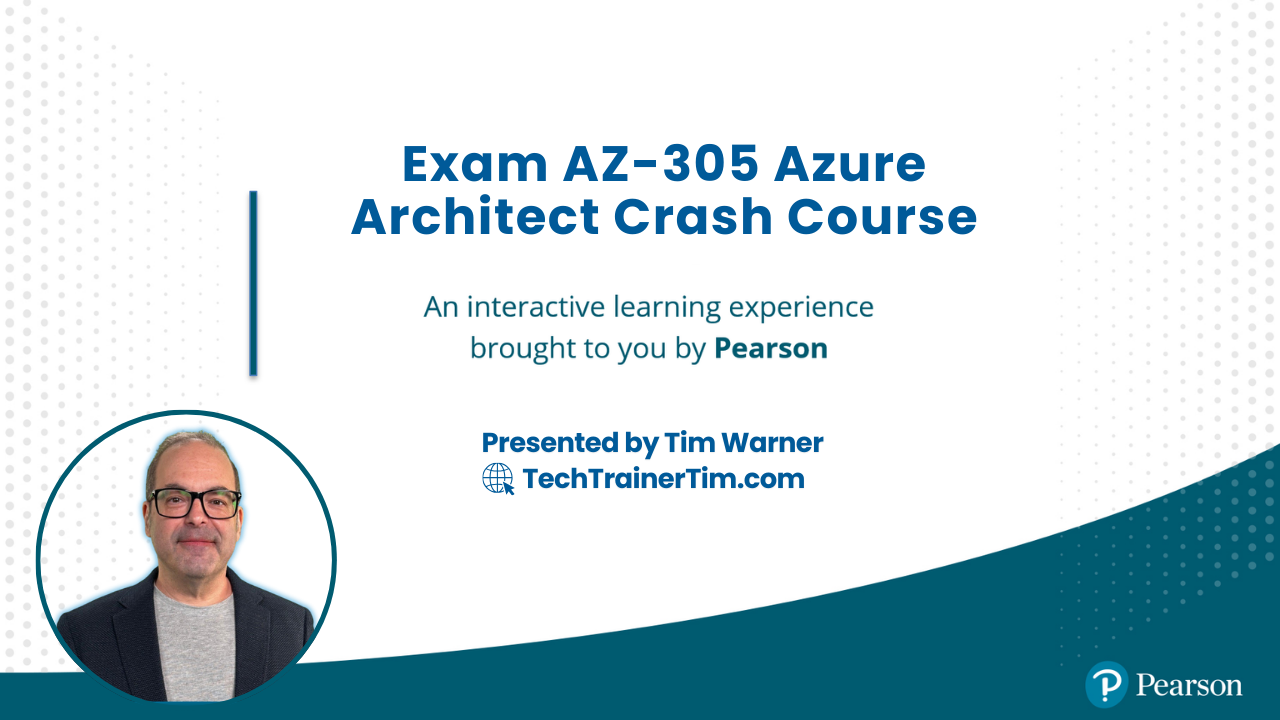 Exam AZ-305 Azure
Architect Crash Course
An interactive learning experience
brought to you by Pearson
Presented by Tim Warner
TechTrainerTim.com
Pearson